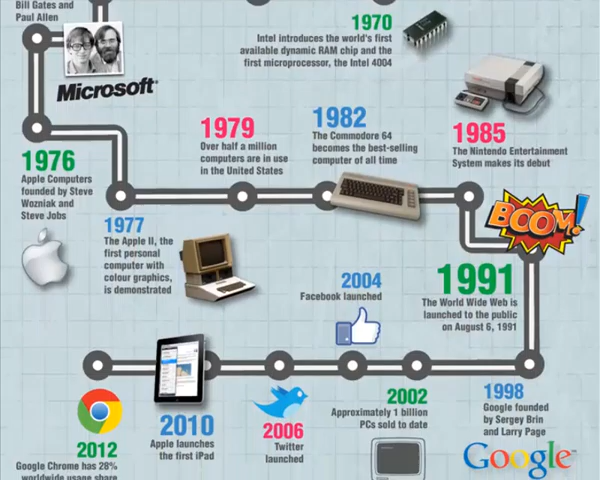 Bill Gates and
Paul Allen
Microsoft®
1970
Intel introduces the world's first
available dynamic RAM chip and the
first microprocessor, the Intel 4004
1976
Apple Computers
founded by Steve
Wozniak and
Steve Jobs
1977
The Apple II, the
first personal
computer with
colour graphics,
is demonstrated
1979
Over half a million
computers are in use
in the United States
1982
The Commodore 64
becomes the best-selling
computer of all time
1985
The Nintendo Entertainment
System makes its debut
BOOM!
1991
The World Wide Web is
launched to the public
on August 6, 1991
1998
Google founded
by Sergey Brin
and Larry Page
Google™
2002
Approximately 1 billion
PCs sold to date
2004
Facebook launched
2006
Twitter
launched
2010
Apple launches
the first iPad
2012
Google Chrome has 28%
worldwide usage share